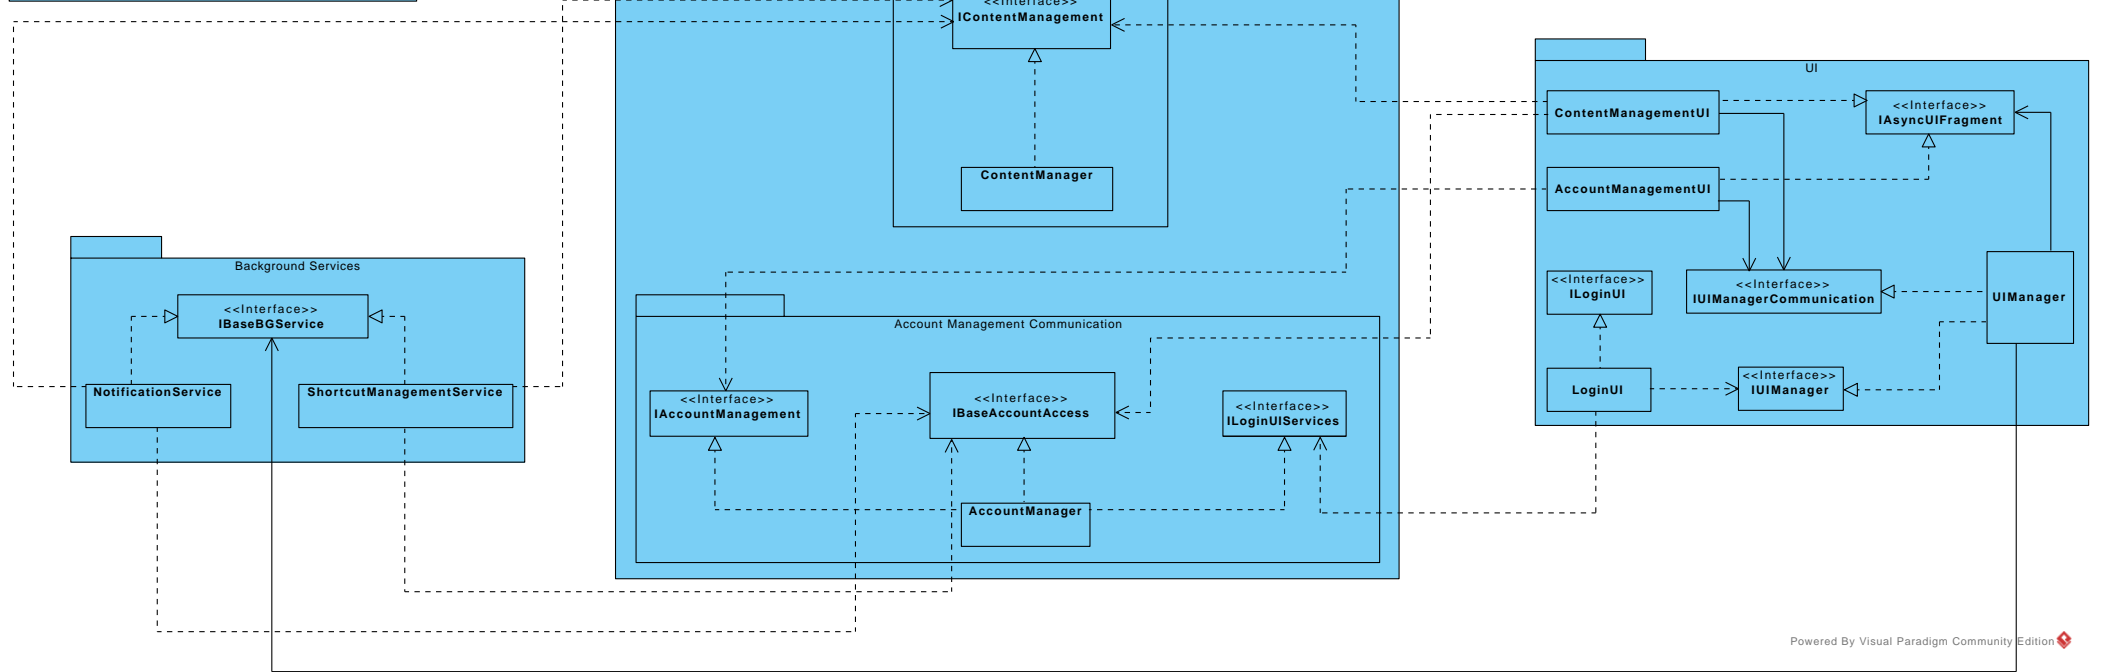 <<Interface>>
IContentManagement
ContentManager
UI
ContentManagementUI
<<Interface>>
IAsyncUIFragment
AccountManagementUI
<<Interface>>
ILoginUI
<<Interface>>
IUIManagerCommunication
UIManager
LoginUI
<<Interface>>
IUIManager
Background Services
<<Interface>>
IBaseBGService
NotificationService
ShortcutManagementService
Account Management Communication
<<Interface>>
IAccountManagement
<<Interface>>
IBaseAccountAccess
<<Interface>>
ILoginUIServices
AccountManager
Powered By Visual Paradigm Community Edition